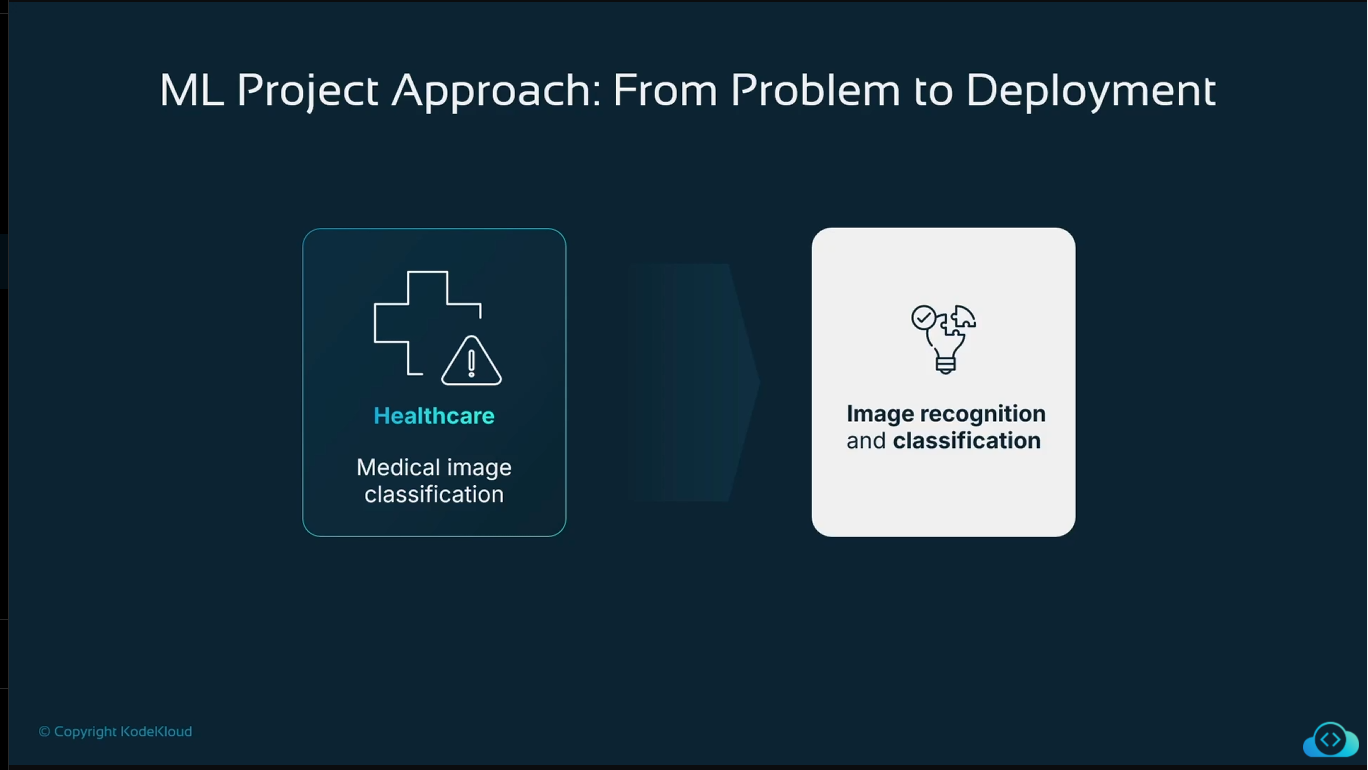 ML Project Approach: From Problem to Deployment
Healthcare
Medical image
classification
Image recognition
and classification
© Copyright KodeKloud